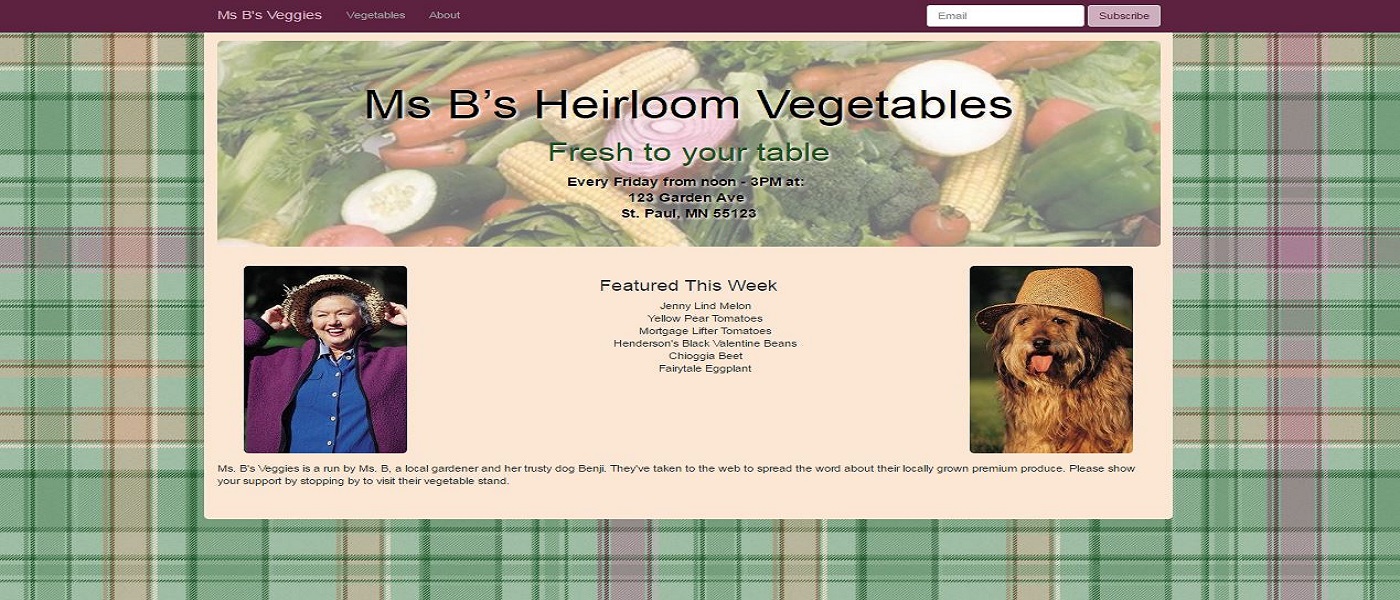 Ms B's Veggies Vegetables About Email Subscribe
Ms B’s Heirloom Vegetables
Fresh to your table
Every Friday from noon - 3PM at:
123 Garden Ave
St. Paul, MN 55123
Featured This Week
Jenny Lind Melon
Yellow Pear Tomatoes
Mortgage Lifter Tomatoes
Henderson's Black Valentine Beans
Chioggia Beet
Fairytale Eggplant
Ms. B's Veggies is a run by Ms. B, a local gardener and her trusty dog Benji. They've taken to the web to spread the word about their locally grown premium produce. Please show
your support by stopping by to visit their vegetable stand.